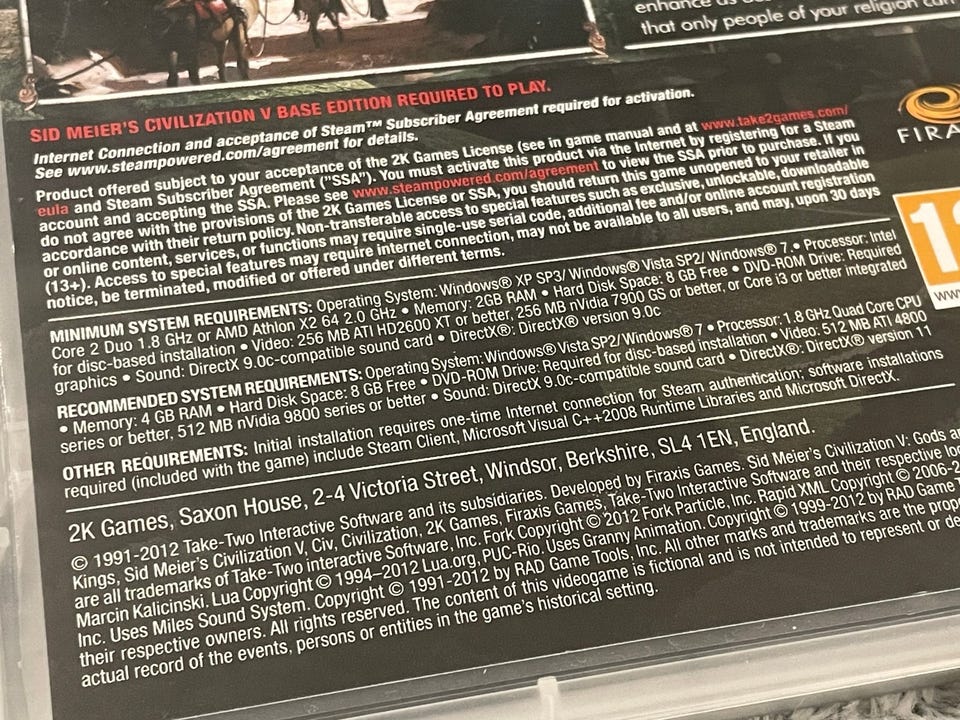 enhance
that only people of your religion can
SID MEIER'S CIVILIZATION V BASE EDITION REQUIRED TO PLAY.
Internet Connection and acceptance of Steam™ Subscriber Agreement required for activation.
See www.steampowered.com/agreement for details.
Product offered subject to your acceptance of the 2K Games License (see in game manual and at www.take2games.com/
eula and Steam Subscriber Agreement ("SSA"). You must activate this product via the Internet by registering for a Steam
account and accepting the SSA. Please see www.steampowered.com/agreement to view the SSA prior to purchase. If you
do not agree with the provisions of the 2K Games License or SSA, you should return this game unopened to your retailer in
accordance with their return policy. Non-transferable access to special features such as exclusive, unlockable, downloadable
or online content, services, or functions may require single-use serial code, additional fee and/or online account registration
(13+). Access to special features may require internet connection, may not be available to all users, and may, upon 30 days
notice, be terminated, modified or offered under different terms.
FIRA
MINIMUM SYSTEM REQUIREMENTS: Operating System: Windows® XP SP3/ Windows® Vista SP2/ Windows® 7. • Processor: Intel
Core 2 Duo 1.8 GHz or AMD Athlon X2 64 2.0 GHz • Memory: 2GB RAM • Hard Disk Space: 8 GB Free • DVD-ROM Drive: Required
for disc-based installation • Video: 256 MB ATI HD2600 XT or better, 256 MB nVidia 7900 GS or better, or Core i3 or better integrated
graphics • Sound: DirectX 9.0c-compatible sound card • DirectX®: DirectX® version 9.0c
RECOMMENDED SYSTEM REQUIREMENTS: Operating System: Windows® Vista SP2/ Windows® 7 • Processor: 1.8 GHz Quad Core CPU
• Memory: 4 GB RAM • Hard Disk Space: 8 GB Free • DVD-ROM Drive: Required for disc-based installation • Video: 512 MB ATI 4800
series or better, 512 MB nVidia 9800 series or better • Sound: DirectX 9.0c-compatible sound card • DirectX®: DirectX® version 11
OTHER REQUIREMENTS: Initial installation requires one-time Internet connection for Steam authentication; software installations
required (included with the game) include Steam Client, Microsoft Visual C++2008 Runtime Libraries and Microsoft DirectX.
2K Games, Saxon House, 2-4 Victoria Street, Windsor, Berkshire, SL4 1EN, England.
© 1991-2012 Take-Two Interactive Software and its subsidiaries. Developed by Firaxis Games. Sid Meier's Civilization V: Gods
Kings, Sid Meier's Civilization V, Civ, Civilization, 2K Games, Firaxis Games, Take-Two Interactive Software and their respective
are all trademarks of Take-Two interactive Software, Inc. Fork Copyright © 2012 Fork Particle, Inc. Rapid XML Copyright © 2006-2
Marcin Kalicinski. Lua Copyright © 1994–2012 Lua.org, PUC-Rio. Uses Granny Animation. Copyright © 1999-2012 by RAD Game
Inc. Uses Miles Sound System. Copyright © 1991-2012 by RAD Game Tools, Inc. All other marks and trademarks are the
their respective owners. All rights reserved. The content of this videogame is fictional and is not intended to represent or
actual record of the events, persons or entities in the game's historical setting.